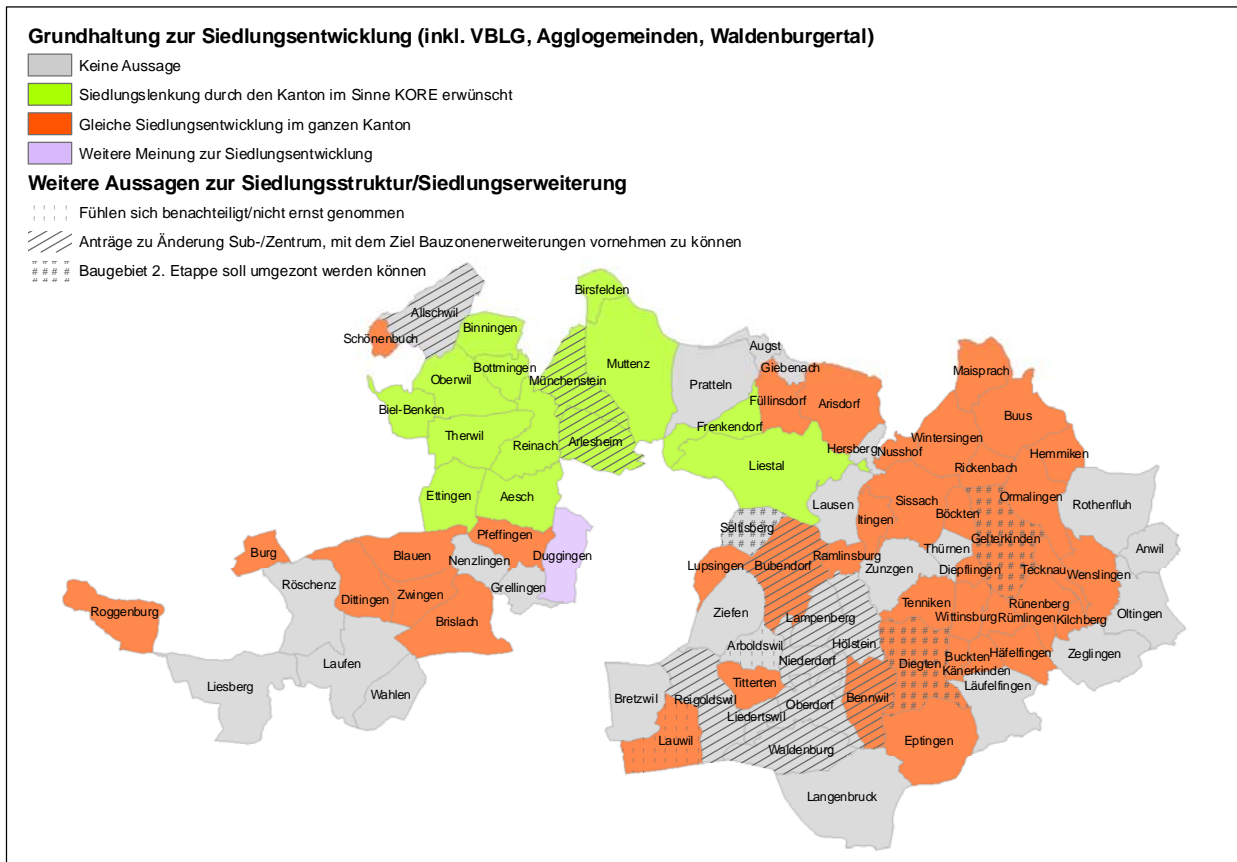 Grundhaltung zur Siedlungsentwicklung (inkl. VBLG, Agglogemeinden, Waldenburgertal)
Keine Aussage
Siedlungslenkung durch den Kanton im Sinne KORE erwünscht
Gleiche Siedlungsentwicklung im ganzen Kanton
Weitere Meinung zur Siedlungsentwicklung
Weitere Aussagen zur Siedlungsstruktur/Siedlungserweiterung
Fühlen sich benachteiligt/nicht ernst genommen
Anträge zu Änderung Sub-/Zentrum, mit dem Ziel Bauzonenerweiterungen vornehmen zu können
Baugebiet 2. Etappe soll umgezont werden können
Birsfelden
Allschwil
Schönenbuch
Binningen
Augst
Bottmingen
Muttenz
Giebenach
Maisprach
Oberwil
Münchenstein
Pratteln
Füllinsdorf
Arisdorf
Buus
Biel-Benken
Frenkendorf
Wintersingen
Therwil
Reinach
Arlesheim
Hersberg
Nusshof
Hemmiken
Liestal
Rickenbach
Ettingen
Aesch
Lausen
Sissach
Ormalingen
Rothenfluh
Böckten
Itingen
Seltisberg
Pfeffingen
Gelterkinden
Burg
Blauen
Nenzlingen
Duggingen
Lupsingen
Bubendorf
Ramlinsburg
Zunzgen
Thürnen
Diepflingen
Tecknau
Wenslingen
Anwil
Röschenz
Grellingen
Roggenburg
Dittingen
Zwingen
Ziefen
Lampenberg
Tenniken
Wittinsburg
Rünenberg
Rümlingen
Kilchberg
Oltingen
Brislach
Arboldswil
Hölstein
Niederdorf
Diegten
Buckten
Häfelfingen
Känerkinden
Zeglingen
Laufen
Liesberg
Wahlen
Bretzwil
Titterten
Reigoldswil
Oberdorf
Bennwil
Läufelfingen
Liedertswil
Lauwil
Waldenburg
Eptingen
Langenbruck